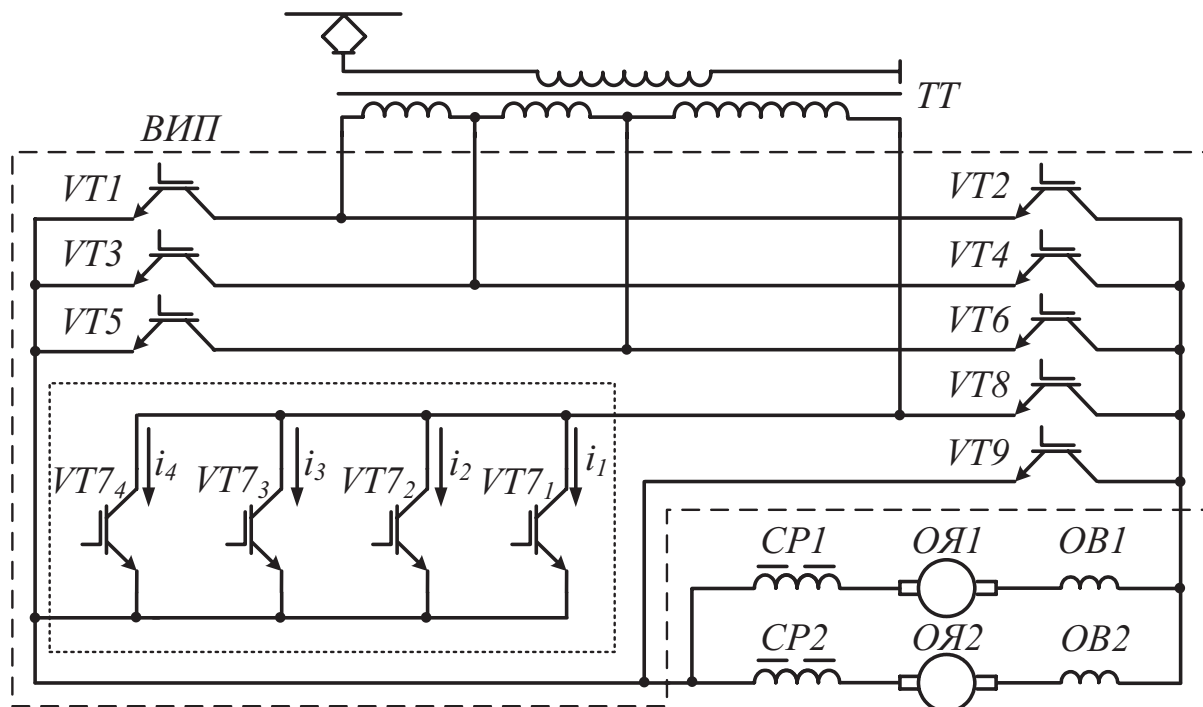 ТТ
ВИП
VT1
VT2
VT3
VT4
VT5
VT6
VT8
VT9
i4
i3
i2
i1
VT74
VT73
VT72
VT71
СР1
ОЯ1
ОВ1
СР2
ОЯ2
ОВ2